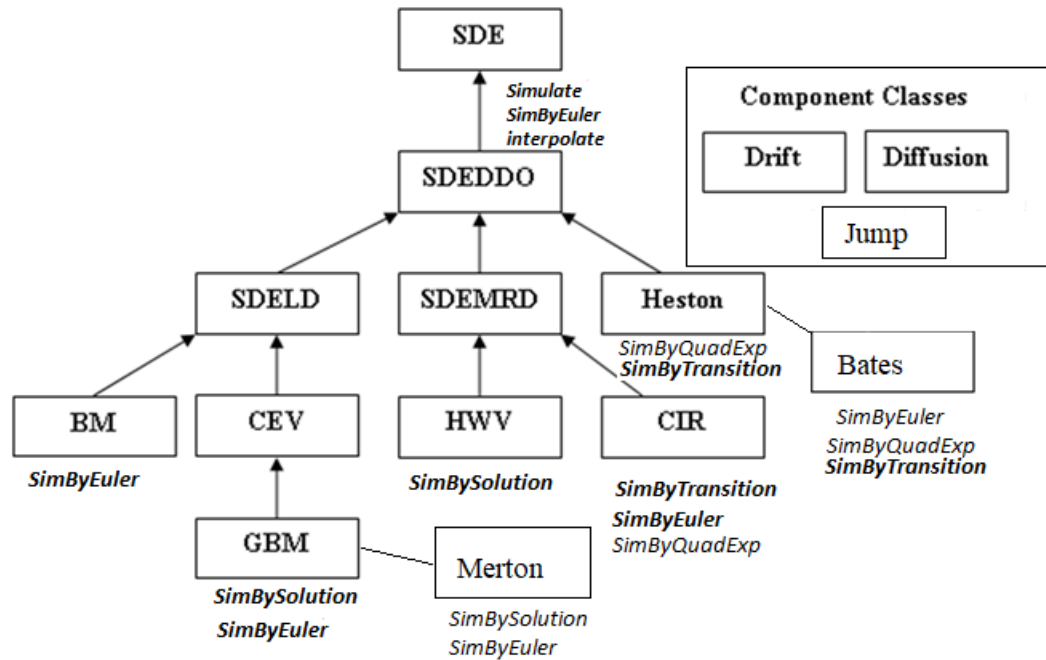 SDE
Simulate
SimByEuler
interpolate
Component Classes
Drift
Diffusion
Jump
SDEDDO
SDELD
SDEMRD
Heston
SimByQuadExp
SimByTransition
Bates
SimByEuler
SimByQuadExp
SimByTransition
BM
SimByEuler
CEV
HWV
SimBySolution
CIR
SimByTransition
SimByEuler
SimByQuadExp
GBM
SimBySolution
SimByEuler
Merton
SimBySolution
SimByEuler